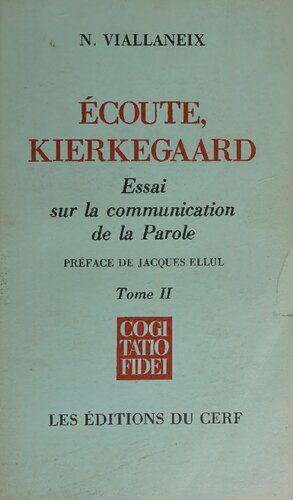 N. VIALLANEIX
ÉCOUTE,
KIERKEGAARD
Essai
sur la communication
de la Parole
PRÉFACE DE JACQUES ELLUL
Tome II
COGI
TATIO
FIDEI
LES ÉDITIONS DU CERF